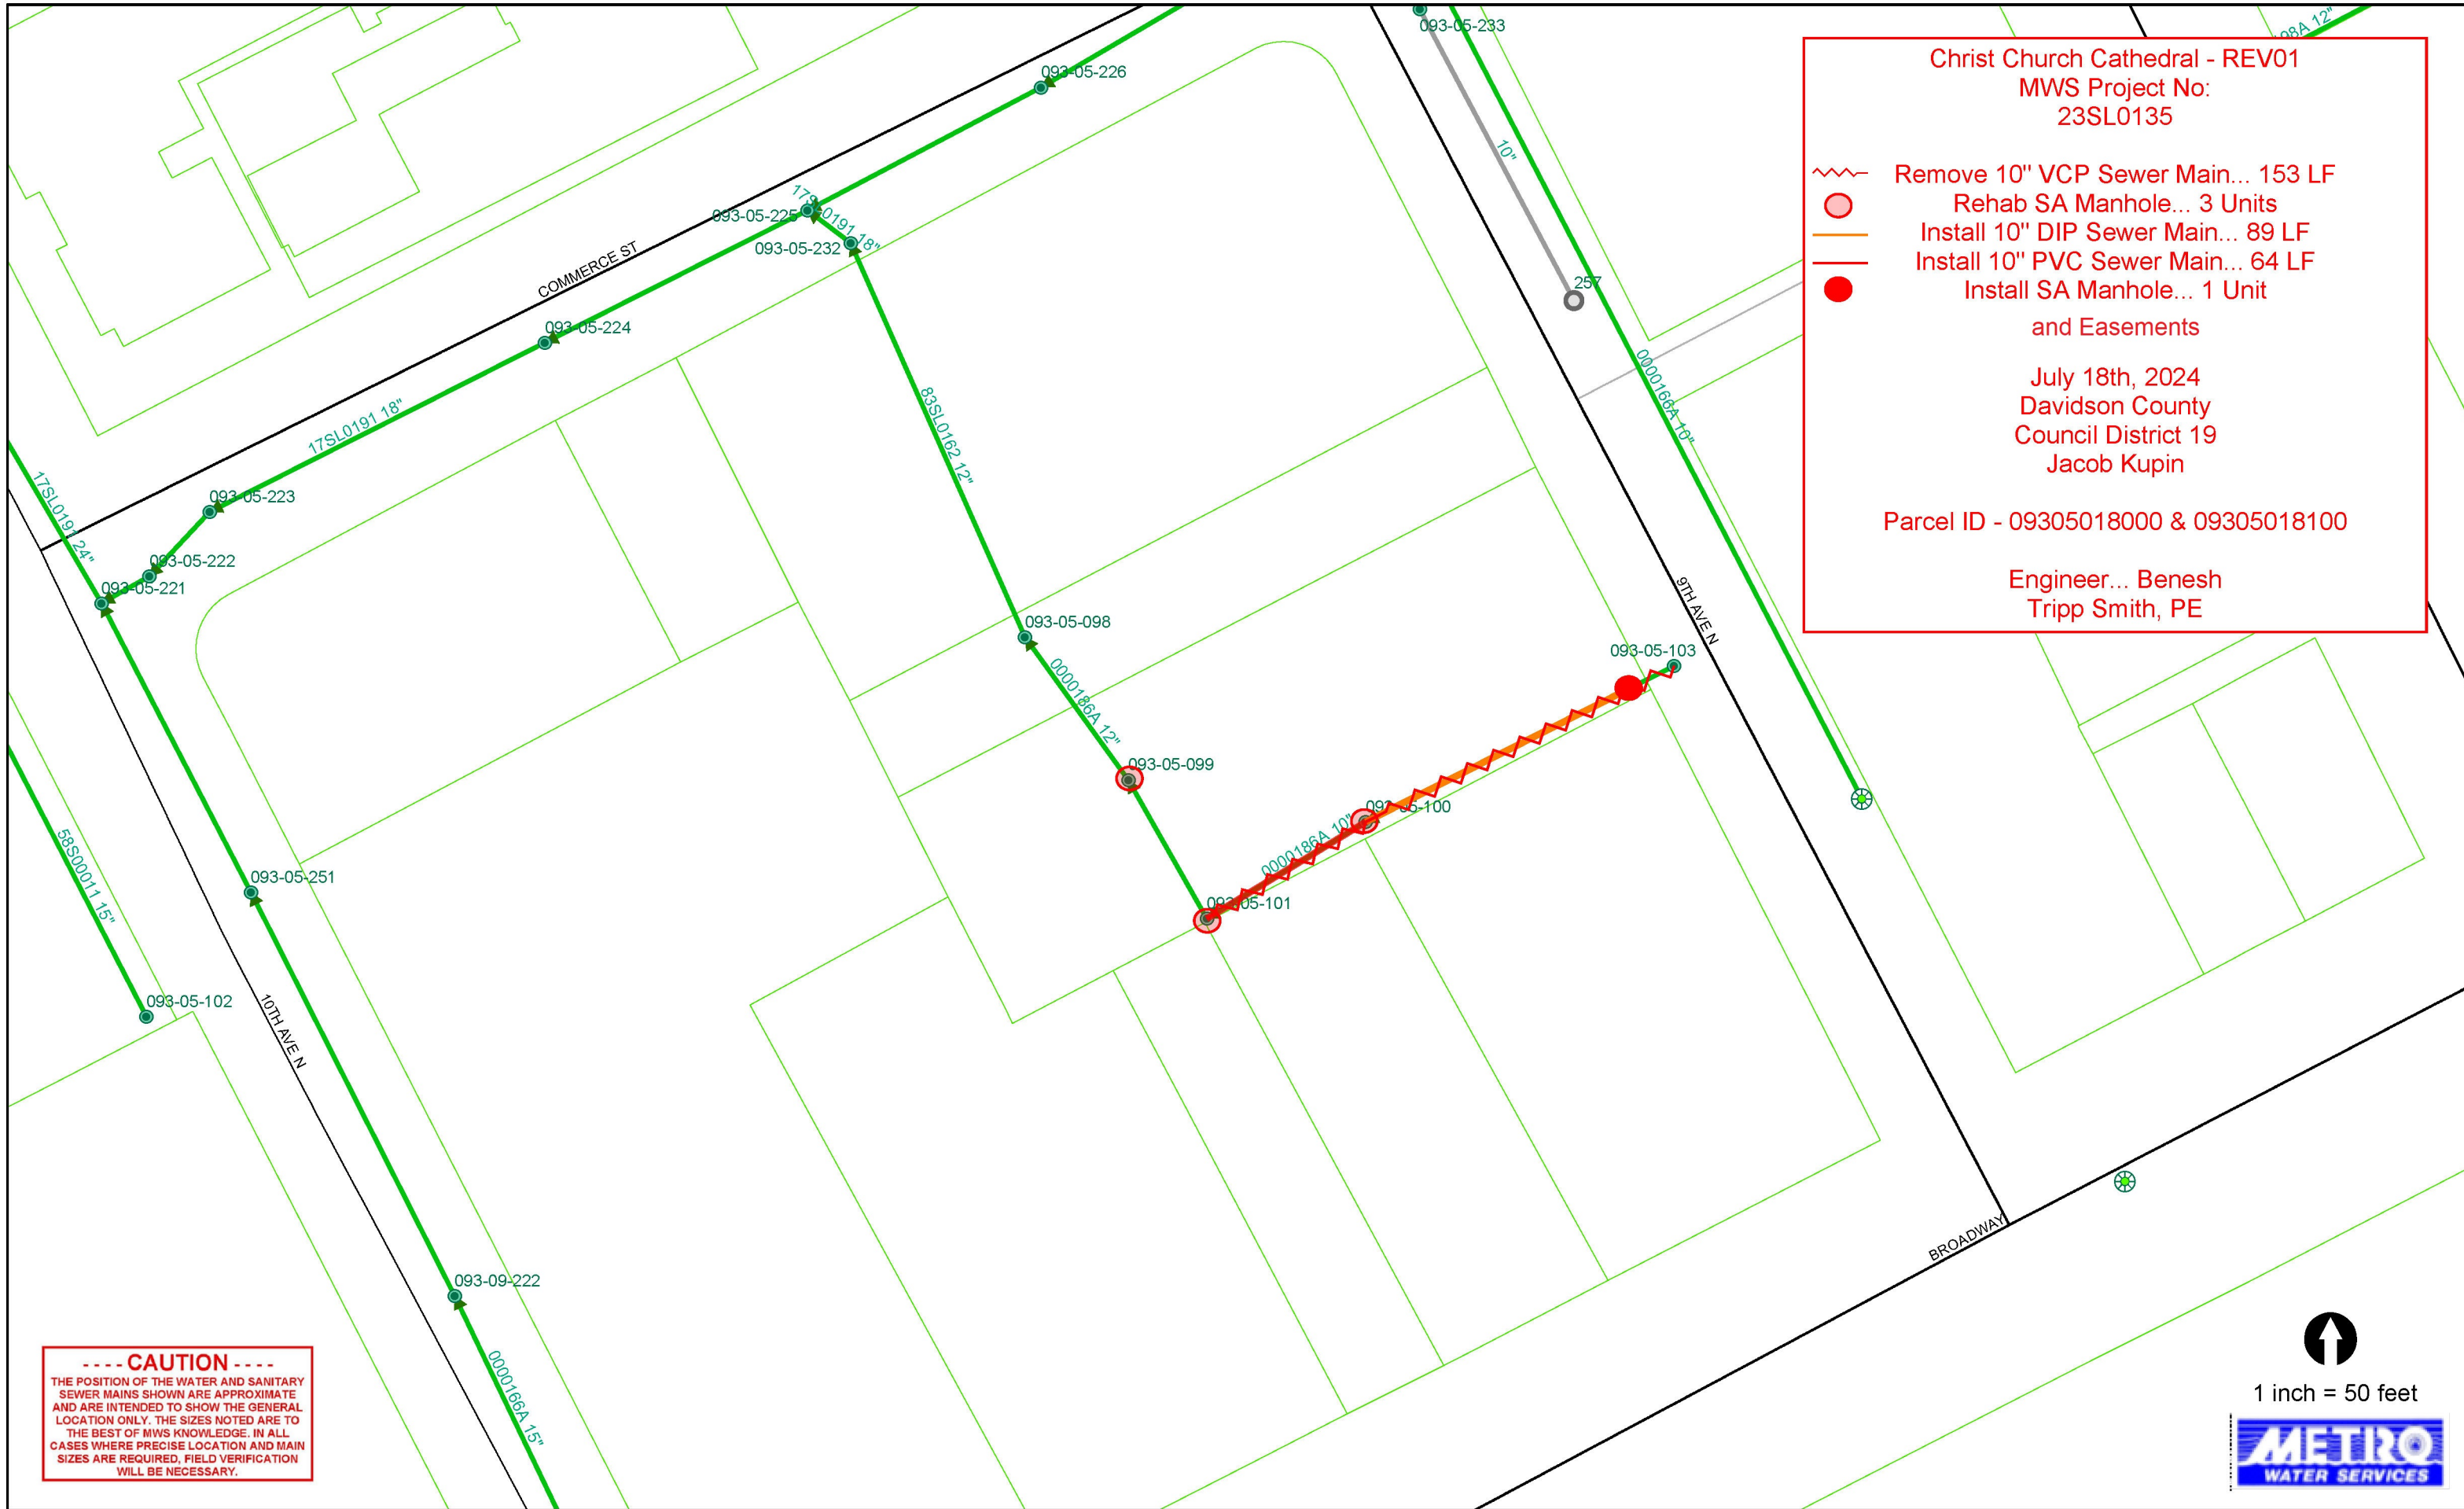 093-05-233
98A 12"
093-05-226
Christ Church Cathedral - REV01
MWS Project No:
23SL0135
Remove 10" VCP Sewer Main... 153 LF
Rehab SA Manhole... 3 Units
Install 10" DIP Sewer Main... 89 LF
Install 10" PVC Sewer Main... 64 LF
Install SA Manhole... 1 Unit
and Easements
July 18th, 2024
Davidson County
Council District 19
Jacob Kupin
Parcel ID - 09305018000 & 09305018100
Engineer... Benesh
Tripp Smith, PE
10"
17SL0191 18"
093-05-225
093-05-232
COMMERCE ST
257
093-05-224
0000166A 10"
83SL0162 12"
17SL0191 18"
17SL0191 24"
093-05-223
093-05-222
093-05-221
9TH AVE N
093-05-098
093-05-103
0000186A 12"
093-05-099
093-05-100
0000186A 10"
58S00011 15"
093-05-251
093-05-101
093-05-102
10TH AVE N
BROADWAY
093-09-222
0000166A 15"
- - - - CAUTION - - - -
THE POSITION OF THE WATER AND SANITARY
SEWER MAINS SHOWN ARE APPROXIMATE
AND ARE INTENDED TO SHOW THE GENERAL
LOCATION ONLY. THE SIZES NOTED ARE TO
THE BEST OF MWS KNOWLEDGE. IN ALL
CASES WHERE PRECISE LOCATION AND MAIN
SIZES ARE REQUIRED, FIELD VERIFICATION
WILL BE NECESSARY.
1 inch = 50 feet
METRO
WATER SERVICES